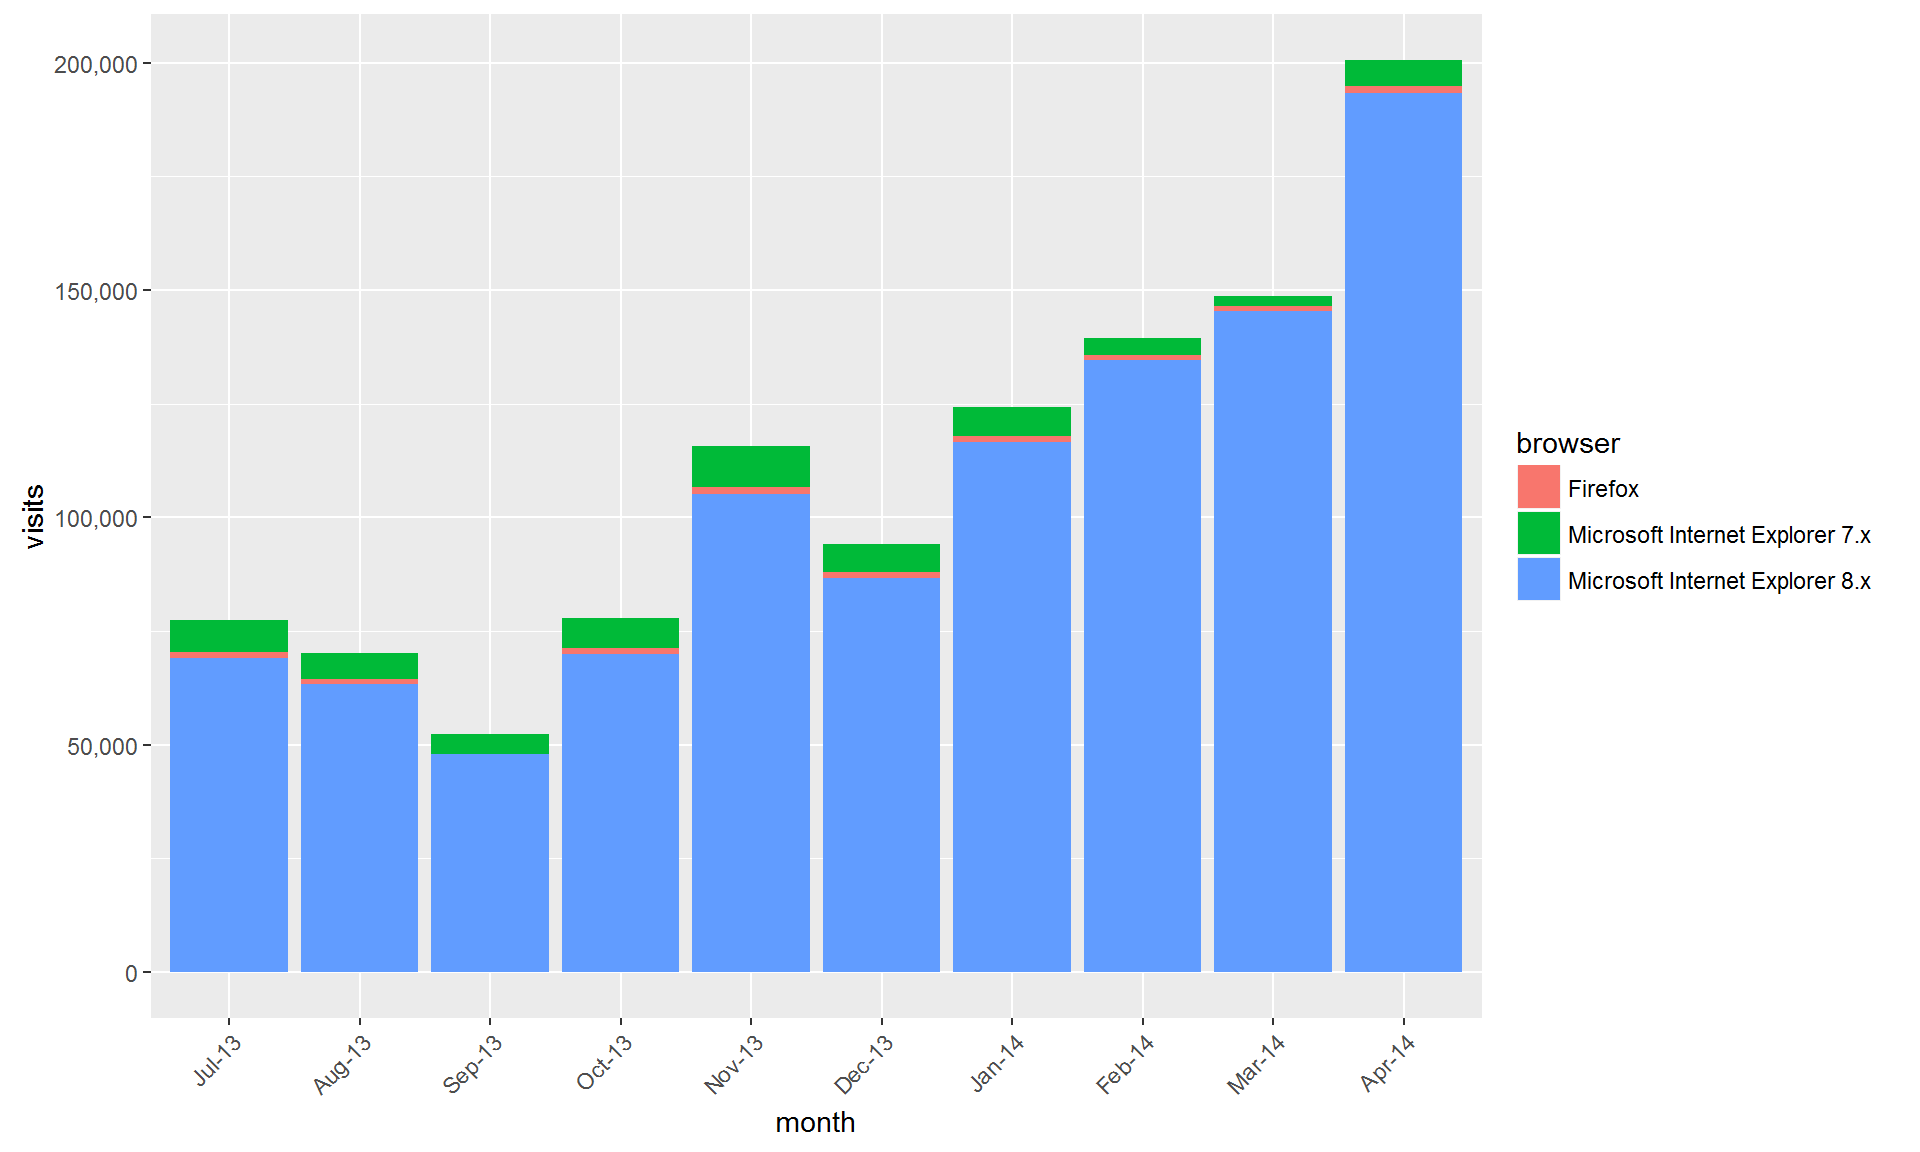 visits
200,000
150,000
100,000
50,000
0
Jul-13
Aug-13
Sep-13
Oct-13
Nov-13
Dec-13
Jan-14
Feb-14
Mar-14
Apr-14
month
browser
Firefox
Microsoft Internet Explorer 7.x
Microsoft Internet Explorer 8.x